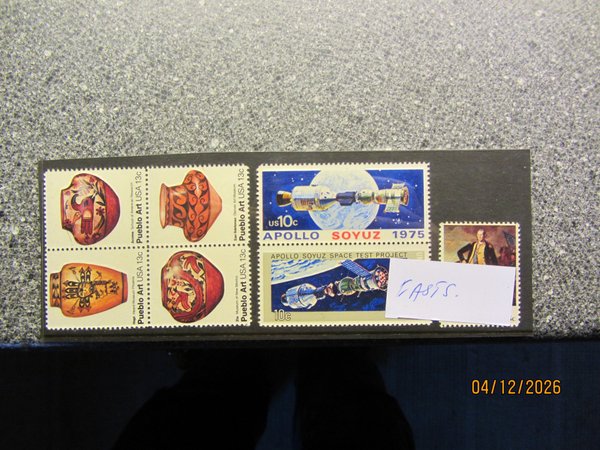 Pueblo Art USA 13c
Pueblo Art USA 13c
Pueblo Art USA 13c
Pueblo Art USA 13c
US10c
APOLLO SOYUZ 1975
APOLLO SOYUZ SPACE TEST PROJECT
10c
FASTS.
04/12/2026